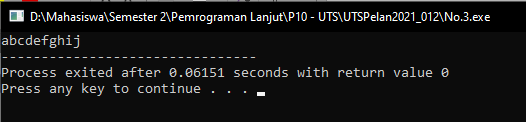 D:\Mahasiswa\Semester 2\Pemrograman Lanjut\P10 - UTS\UTSPelan2021_012\No.3.exe
abcdefghij
--------------------------------
Process exited after 0.06151 seconds with return value 0
Press any key to continue . . .